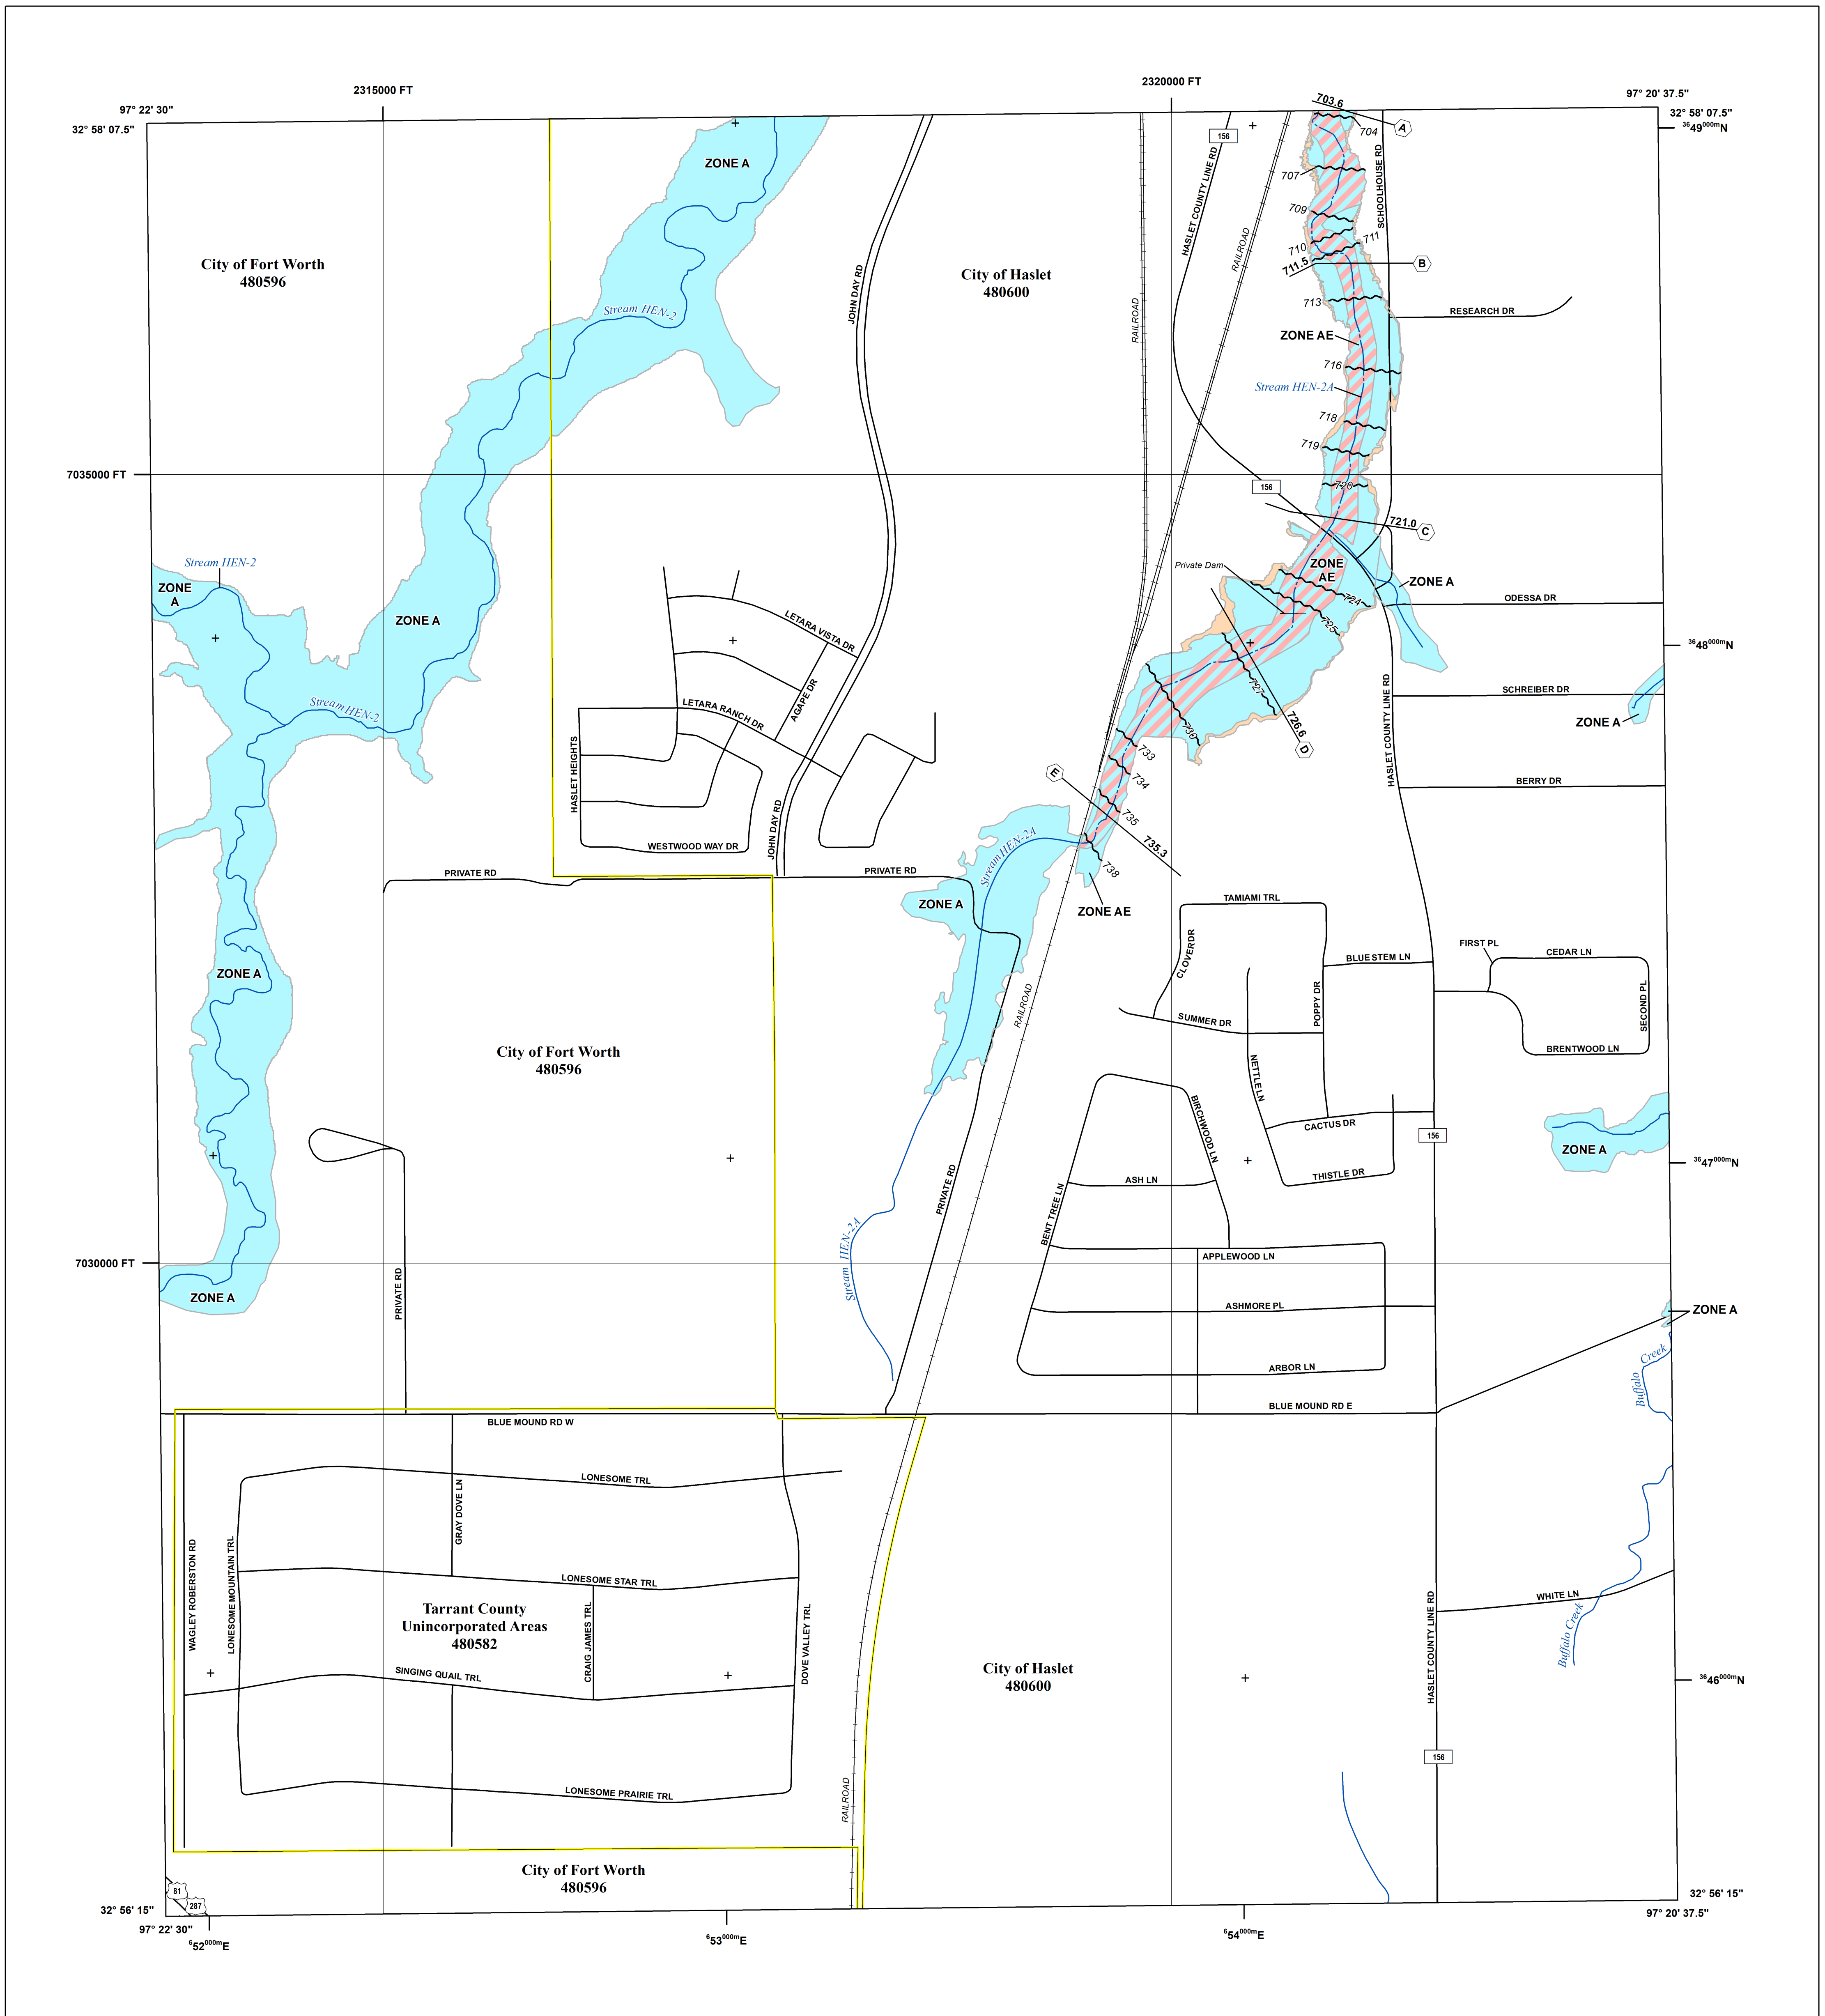 2315000 FT
2320000 FT
97° 22' 30"
97° 20' 37.5"
32° 58' 07.5"
32° 58' 07.5"
³⁶49⁰⁰⁰ᵐN
703.6
704
A
156
ZONE A
707
HASLET COUNTY LINE RD
SCHOOLHOUSE RD
709
710
711
RAILROAD
City of Fort Worth
480596
City of Haslet
480600
711.5
B
JOHN DAY RD
713
Stream HEN-2
RESEARCH DR
RAILROAD
ZONE AE
716
Stream HEN-2A
718
719
7035000 FT
156
720
721.0
C
Stream HEN-2
Private Dam
ZONE
AE
ZONE A
ZONE
A
724
ODESSA DR
ZONE A
LETARA VISTA DR
725
³⁶48⁰⁰⁰ᵐN
AGAPE DR
727
SCHREIBER DR
Stream HEN-2
LETARA RANCH DR
HASLET COUNTY LINE RD
726.6
D
ZONE A
730
733
HASLET HEIGHTS
E
734
BERRY DR
735
JOHN DAY RD
WESTWOOD WAY DR
735.3
Stream HEN-2A
738
PRIVATE RD
PRIVATE RD
ZONE A
ZONE AE
TAMIAMI TRL
CLOVERDR
FIRST PL
CEDAR LN
BLUESTEM LN
ZONE A
RAILROAD
POPPY DR
SECOND PL
SUMMER DR
City of Fort Worth
480596
BRENTWOOD LN
NETTLE LN
BIRCHWOOD LN
CACTUS DR
156
ZONE A
³⁶47⁰⁰⁰ᵐN
THISTLE DR
ASH LN
PRIVATE RD
BENT TREE LN
Stream HEN-2A
APPLEWOOD LN
7030000 FT
PRIVATE RD
ZONE A
ASHMORE PL
ZONE A
Buffalo Creek
ARBOR LN
BLUE MOUND RD E
BLUE MOUND RD W
LONESOME TRL
GRAY DOVE LN
WAGLEY ROBERSTON RD
LONESOME MOUNTAIN TRL
LONESOME STAR TRL
WHITE LN
Tarrant County
Unincorporated Areas
480582
CRAIG JAMES TRL
DOVE VALLEY TRL
HASLET COUNTY LINE RD
Buffalo Creek
SINGING QUAIL TRL
City of Haslet
480600
³⁶46⁰⁰⁰ᵐN
156
LONESOME PRAIRIE TRL
RAILROAD
City of Fort Worth
480596
81
287
32° 56' 15"
32° 56' 15"
97° 22' 30"
97° 20' 37.5"
⁶52⁰⁰⁰ᵐE
⁶53⁰⁰⁰ᵐE
⁶54⁰⁰⁰ᵐE